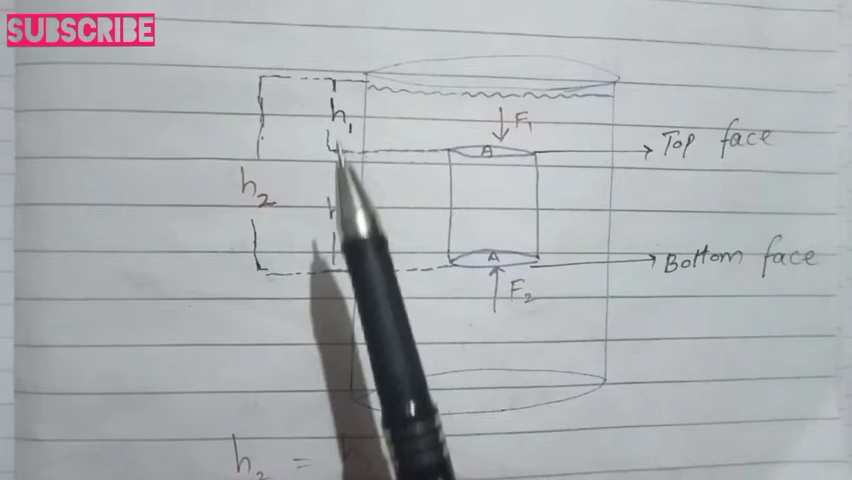 SUBSCRIBE
h₁
F₁
A
Top face
h₂
h
A
Bottom face
F₂
h₂ = h